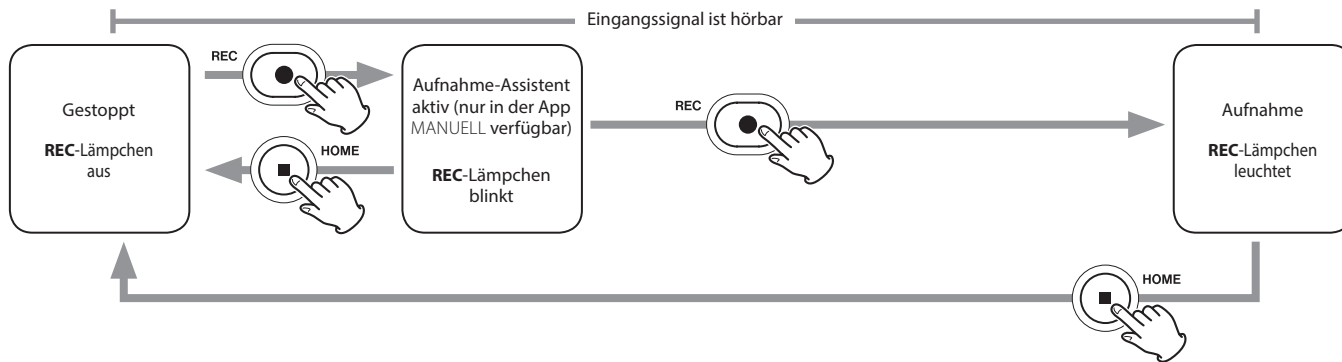 Eingangssignal ist hörbar
Gestoppt
REC-Lämpchen
aus
REC
HOME
Aufnahme-Assistent
aktiv (nur in der App
MANUELL verfügbar)
REC-Lämpchen
blinkt
REC
Aufnahme
REC-Lämpchen
leuchtet
HOME